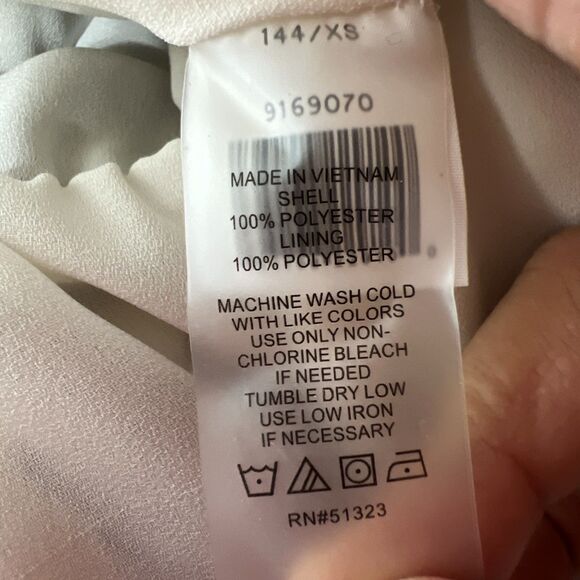 144/XS
9169070
MADE IN VIETNAM
SHELL
100% POLYESTER
LINING
100% POLYESTER
0
MACHINE WASH COLD
WITH LIKE COLORS
USE ONLY NON-
CHLORINE BLEACH
IF NEEDED
TUMBLE DRY LOW
USE LOW IRON
IF NECESSARY
RN#51323